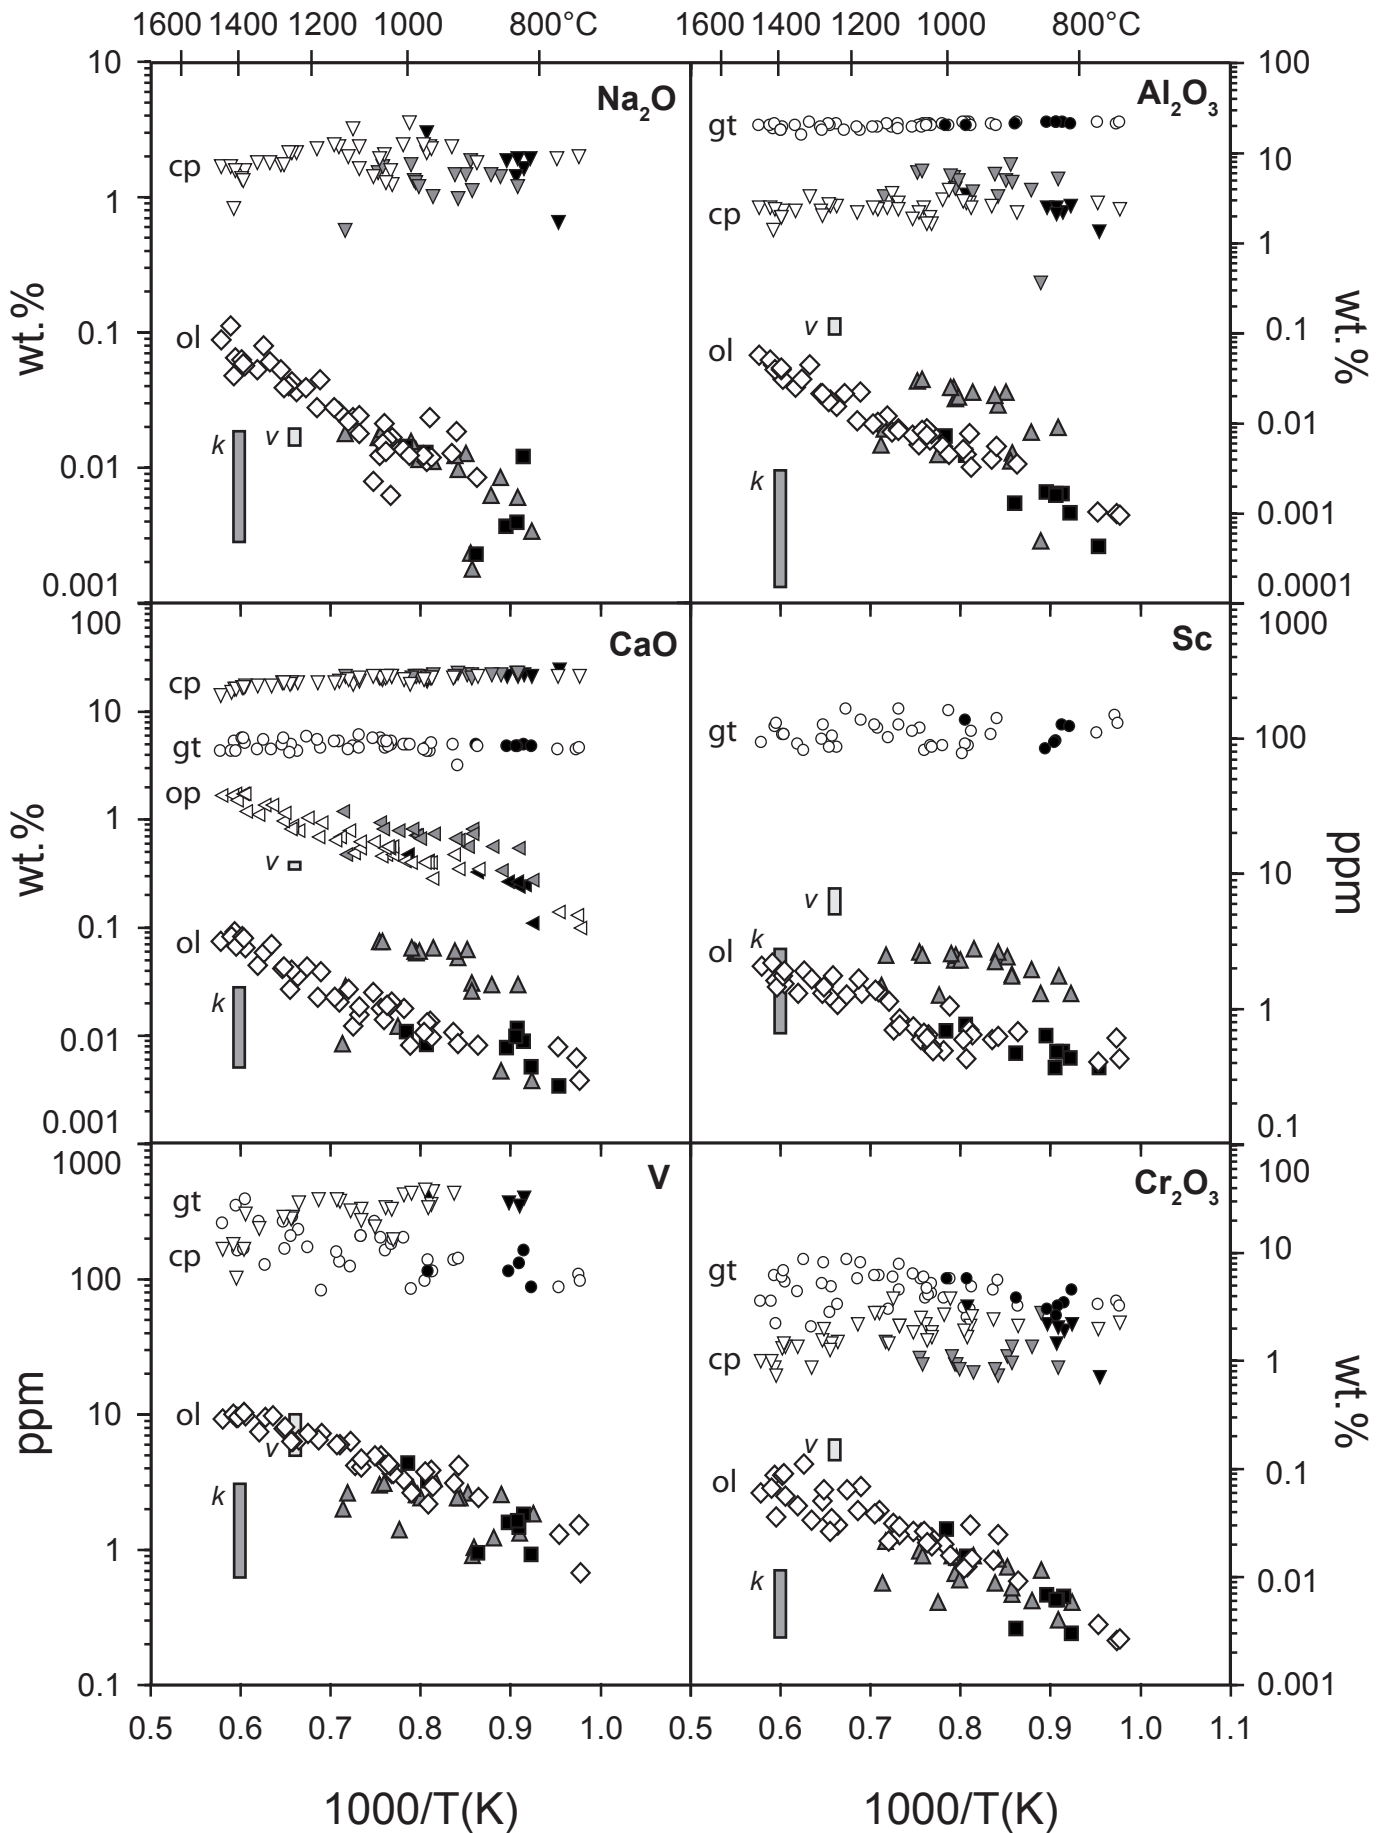 1600 1400 1200 1000 800°C 1600 1400 1200 1000 800°C
10 Na₂O Al₂O₃ 100
gt
cp 10
1 cp 1
wt.% wt.%
0.1 ol v 0.1
ol
k v 0.01
0.01 k
0.001
0.001 0.0001
100 CaO Sc 1000
cp
10 gt gt 100
op
1
wt.% ppm
v v 10
0.1 ol ol k
k 1
0.01
0.001 0.1
1000 V Cr₂O₃ 100
gt
cp gt 10
100
cp 1
ppm wt.%
10 ol v
v ol 0.1
k
1 k 0.01
0.1 0.001
0.5 0.6 0.7 0.8 0.9 1.0 0.5 0.6 0.7 0.8 0.9 1.0 1.1
1000/T(K) 1000/T(K)